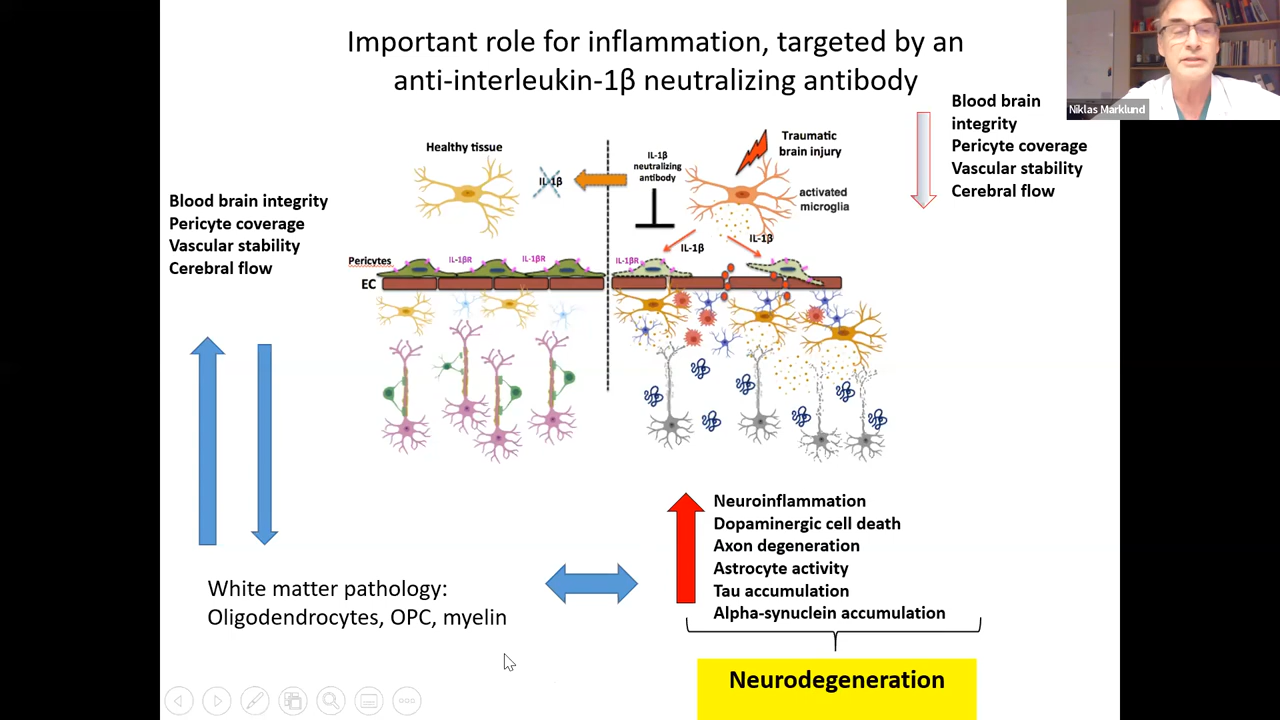 Important role for inflammation, targeted by an
anti-interleukin-1β neutralizing antibody
Niklas Marklund
Blood brain
integrity
Pericyte coverage
Vascular stability
Cerebral flow
Healthy tissue
IL-1β
IL-1β
neutralizing
antibody
Traumatic
brain injury
activated
microglia
Blood brain integrity
Pericyte coverage
Vascular stability
Cerebral flow
IL-1β
IL-1β
Pericytes
IL-1βR
IL-1βR
IL-1βR
EC
Neuroinflammation
Dopaminergic cell death
Axon degeneration
Astrocyte activity
Tau accumulation
Alpha-synuclein accumulation
White matter pathology:
Oligodendrocytes, OPC, myelin
Neurodegeneration